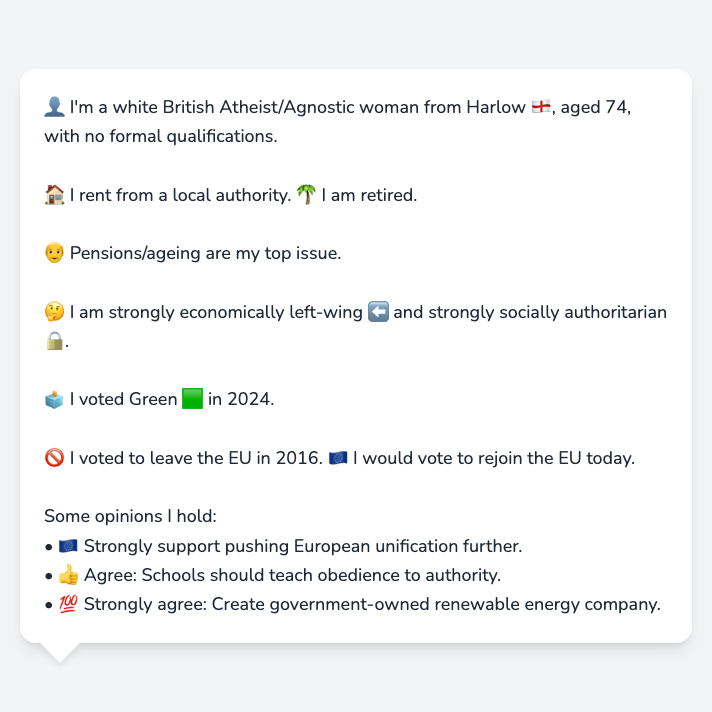 👤 I'm a white British Atheist/Agnostic woman from Harlow 🏴󠁧󠁢󠁥󠁮󠁧󠁿, aged 74,
with no formal qualifications.
🏠 I rent from a local authority. 🌴 I am retired.
👴 Pensions/ageing are my top issue.
🤔 I am strongly economically left-wing ⬅️ and strongly socially authoritarian
🔒.
🗳️ I voted Green 🟩 in 2024.
🚫 I voted to leave the EU in 2016. 🇪🇺 I would vote to rejoin the EU today.
Some opinions I hold:
• 🇪🇺 Strongly support pushing European unification further.
• 👍 Agree: Schools should teach obedience to authority.
• 💯 Strongly agree: Create government-owned renewable energy company.